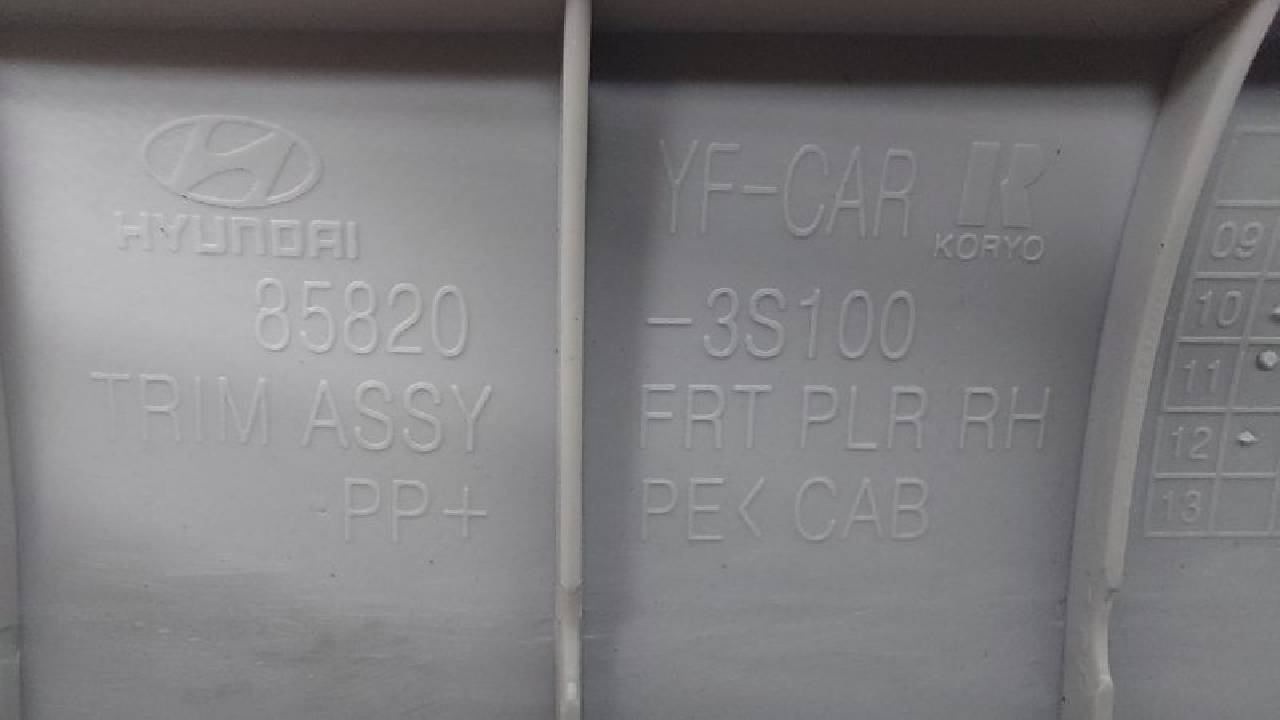 HYUNDAI
YF-CAR
KORYO
85820 -3S100
TRIM ASSY FRT PLR RH
PP+ PE< CAB
09
10
11
12
13